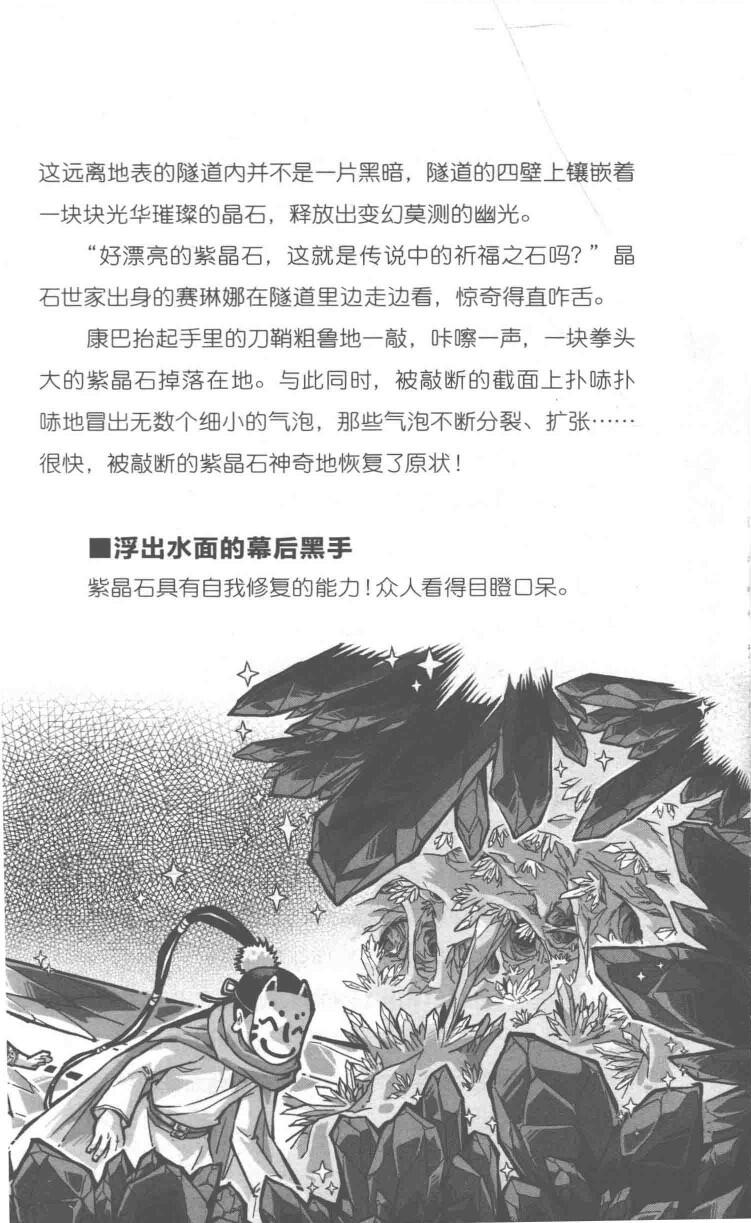 这远离地表的隧道内并不是一片黑暗，隧道的四壁上镶嵌着
一块块光华璀璨的晶石，释放出变幻莫测的幽光。
“好漂亮的紫晶石，这就是传说中的祈福之石吗？”晶
石世家出身的赛琳娜在隧道里边走边看，惊奇得直咋舌。
康巴抬起手里的刀鞘粗鲁地一敲，咔嚓一声，一块拳头
大的紫晶石掉落在地。与此同时，被敲断的截面上扑哧扑
哧地冒出无数个细小的气泡，那些气泡不断分裂、扩张……
很快，被敲断的紫晶石神奇地恢复了原状！
■浮出水面的幕后黑手
紫晶石具有自我修复的能力！众人看得目瞪口呆。